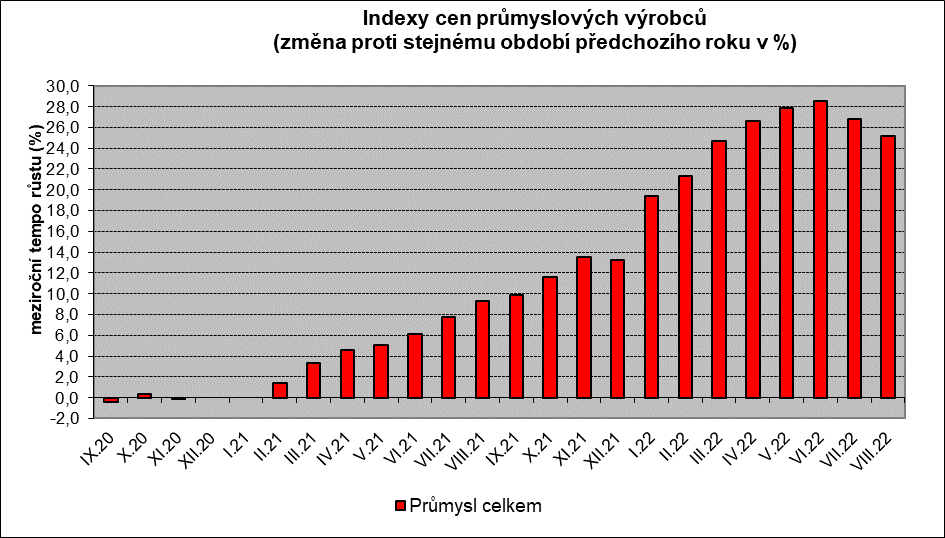 Indexy cen průmyslových výrobců
(změna proti stejnému období předchozího roku v %)
meziroční tempo růstu (%)
30,0
28,0
26,0
24,0
22,0
20,0
18,0
16,0
14,0
12,0
10,0
8,0
6,0
4,0
2,0
0,0
-2,0
IX.20
X.20
XI.20
XII.20
I.21
II.21
III.21
IV.21
V.21
VI.21
VII.21
VIII.21
IX.21
X.21
XI.21
XII.21
I.22
II.22
III.22
IV.22
V.22
VI.22
VII.22
VIII.22
Průmysl celkem